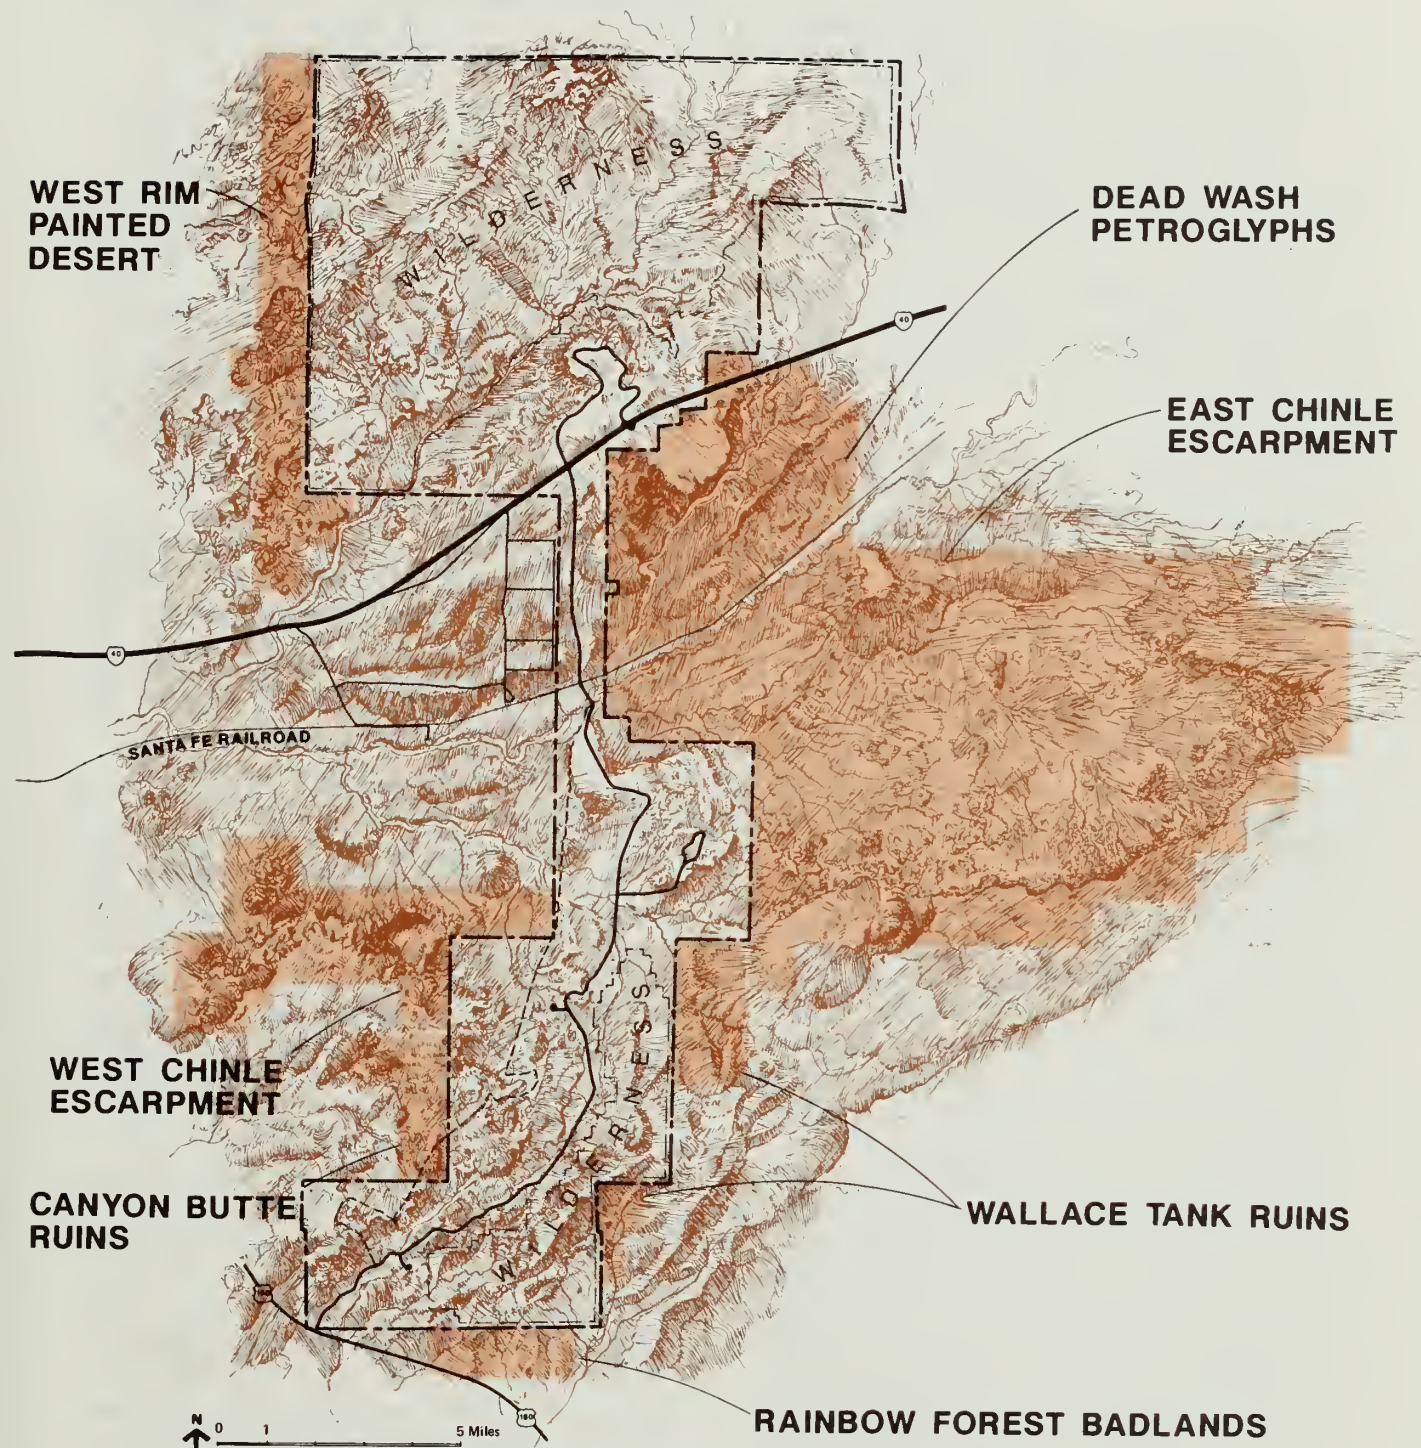 WILDERNESS
WEST RIM
PAINTED
DESERT
DEAD WASH
PETROGLYPHS
40
EAST CHINLE
ESCARPMENT
40
SANTA FE RAILROAD
WILDERNESS
WEST CHINLE
ESCARPMENT
CANYON BUTTE
RUINS
WALLACE TANK RUINS
180
180
RAINBOW FOREST BADLANDS
N
0 1 5 Miles